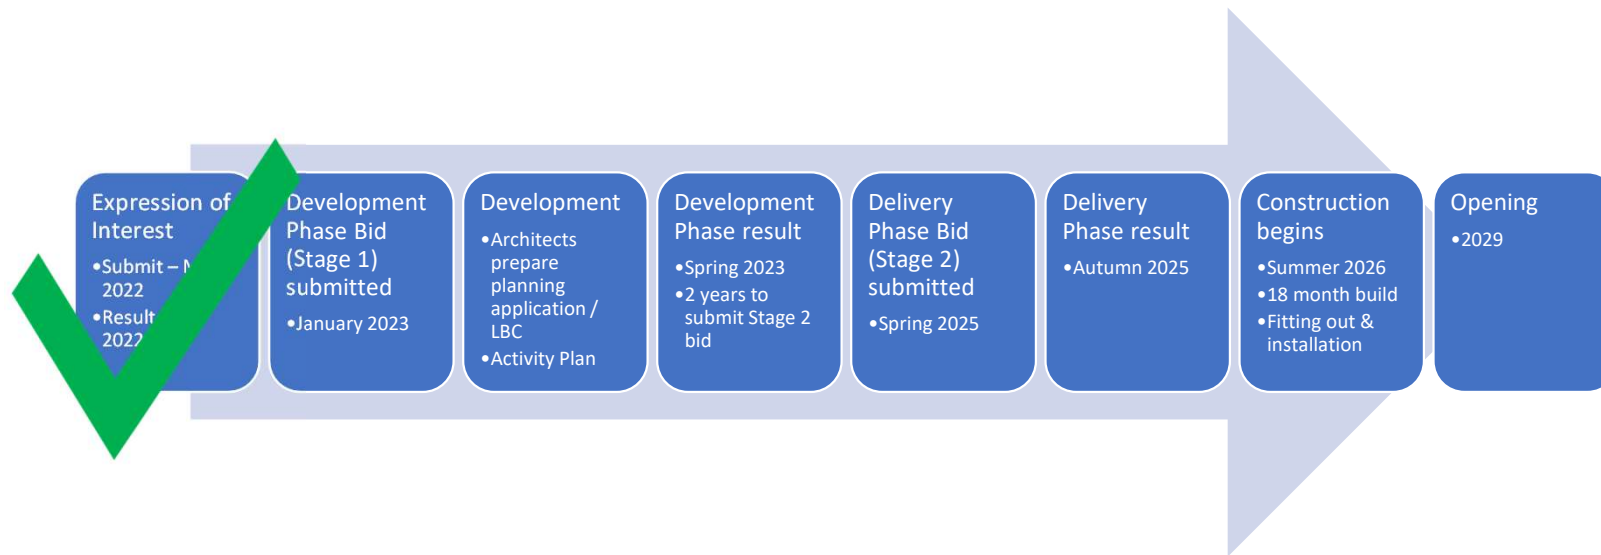 Expression of
Interest
•Submit –
2022
•Result
2022
Development
Phase Bid
(Stage 1)
submitted
•January 2023
Development
•Architects
prepare
planning
application /
LBC
•Activity Plan
Development
Phase result
•Spring 2023
•2 years to
submit Stage 2
bid
Delivery
Phase Bid
(Stage 2)
submitted
•Spring 2025
Delivery
Phase result
•Autumn 2025
Construction
begins
•Summer 2026
•18 month build
•Fitting out &
installation
Opening
•2029